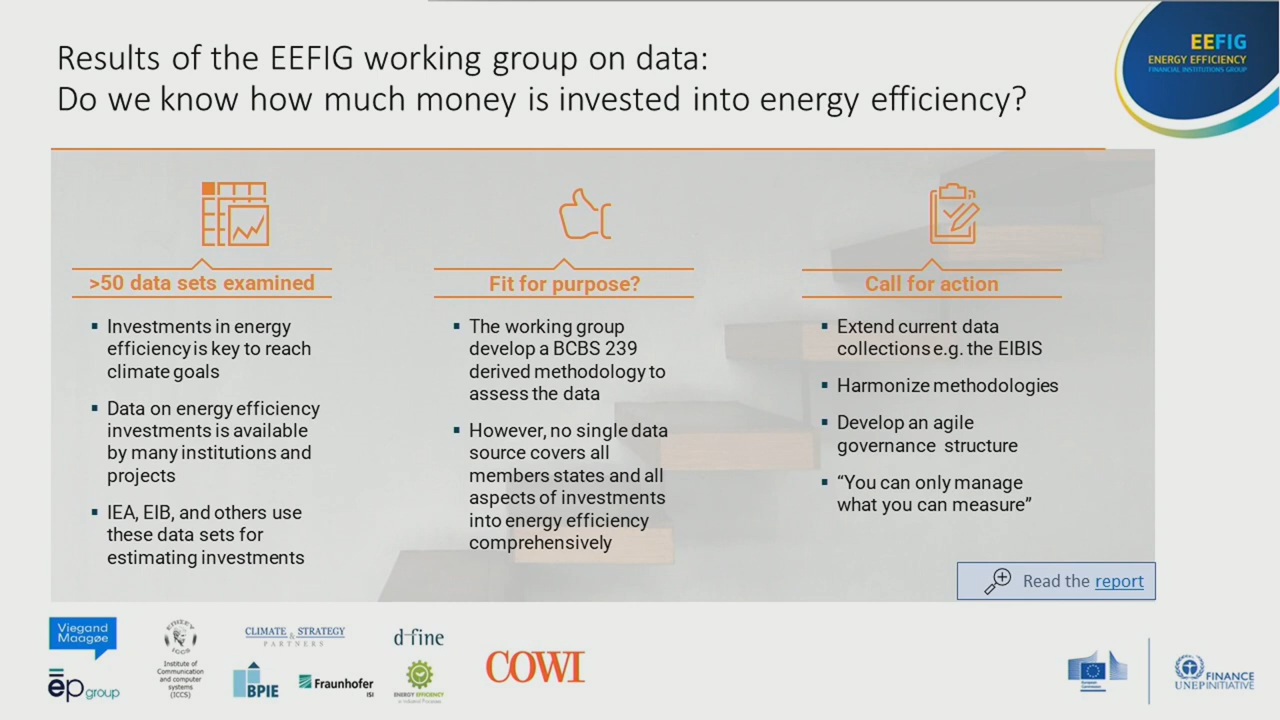 Results of the EEFIG working group on data:
Do we know how much money is invested into energy efficiency?
EEFIG
ENERGY EFFICIENCY
FINANCIAL INSTITUTIONS GROUP
>50 data sets examined
Investments in energy
efficiency is key to reach
climate goals
Data on energy efficiency
investments is available
by many institutions and
projects
IEA, EIB, and others use
these data sets for
estimating investments
Fit for purpose?
The working group
develop a BCBS 239
derived methodology to
assess the data
However, no single data
source covers all
members states and all
aspects of investments
into energy efficiency
comprehensively
Call for action
Extend current data
collections e.g. the EIBIS
Harmonize methodologies
Develop an agile
governance structure
“You can only manage
what you can measure”
Read the report
Viegand
Maagøe
ēp group
Institute of
Communication
and computer
systems
(ICCS)
CLIMATE & STRATEGY
PARTNERS
BPIE
Fraunhofer
ISI
d-fine
ENERGY EFFICIENCY
in Industrial Processes
COWI
European
Commission
UNEP FINANCE
INITIATIVE